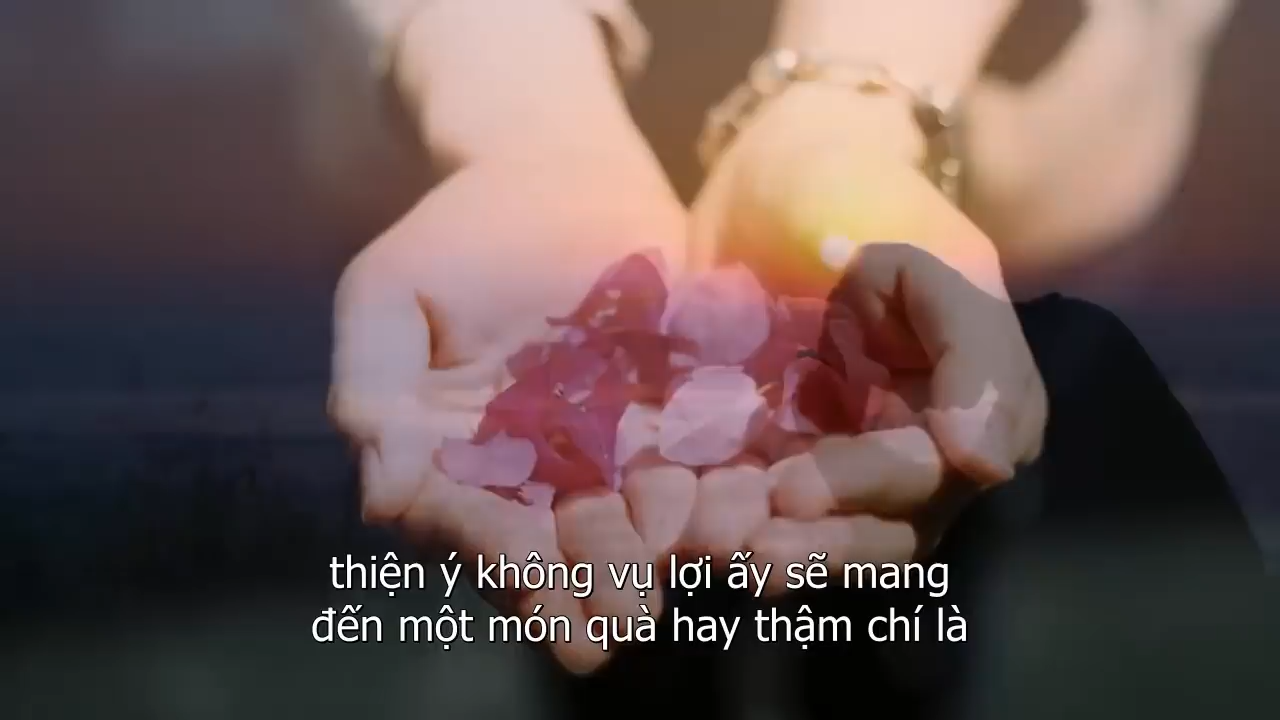 thiện ý không vụ lợi ấy sẽ mang
đến một món quà hay thậm chí là